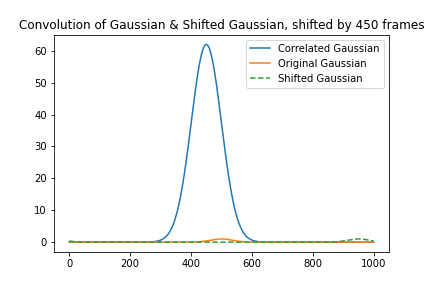 Convolution of Gaussian & Shifted Gaussian, shifted by 450 frames
Correlated Gaussian
Original Gaussian
Shifted Gaussian
60
50
40
30
20
10
0
0 200 400 600 800 1000